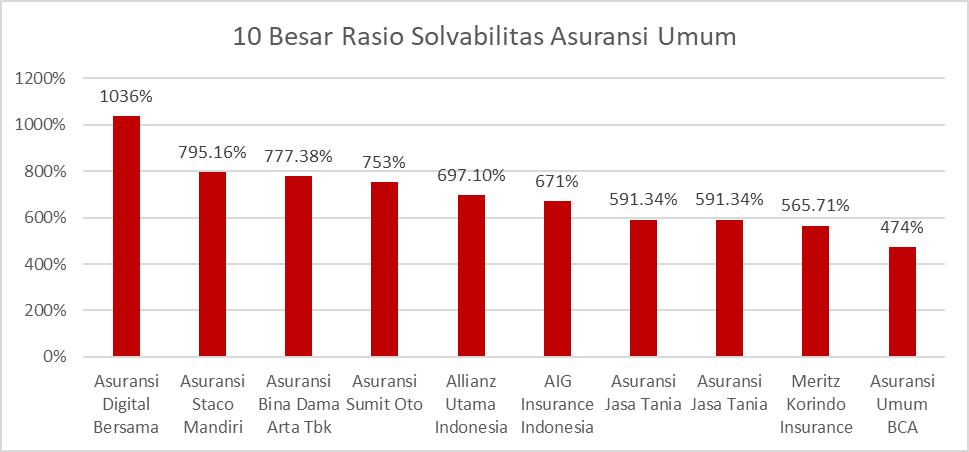 10 Besar Rasio Solvabilitas Asuransi Umum
1200%
1000%
800%
600%
400%
200%
0%
1036%
795.16%
777.38%
753%
697.10%
671%
591.34%
591.34%
565.71%
474%
Asuransi
Digital
Bersama
Asuransi
Staco
Mandiri
Asuransi
Bina Dama
Arta Tbk
Asuransi
Sumit Oto
Allianz
Utama
Indonesia
AIG
Insurance
Indonesia
Asuransi
Jasa Tania
Asuransi
Jasa Tania
Meritz
Korindo
Insurance
Asuransi
Umum
BCA